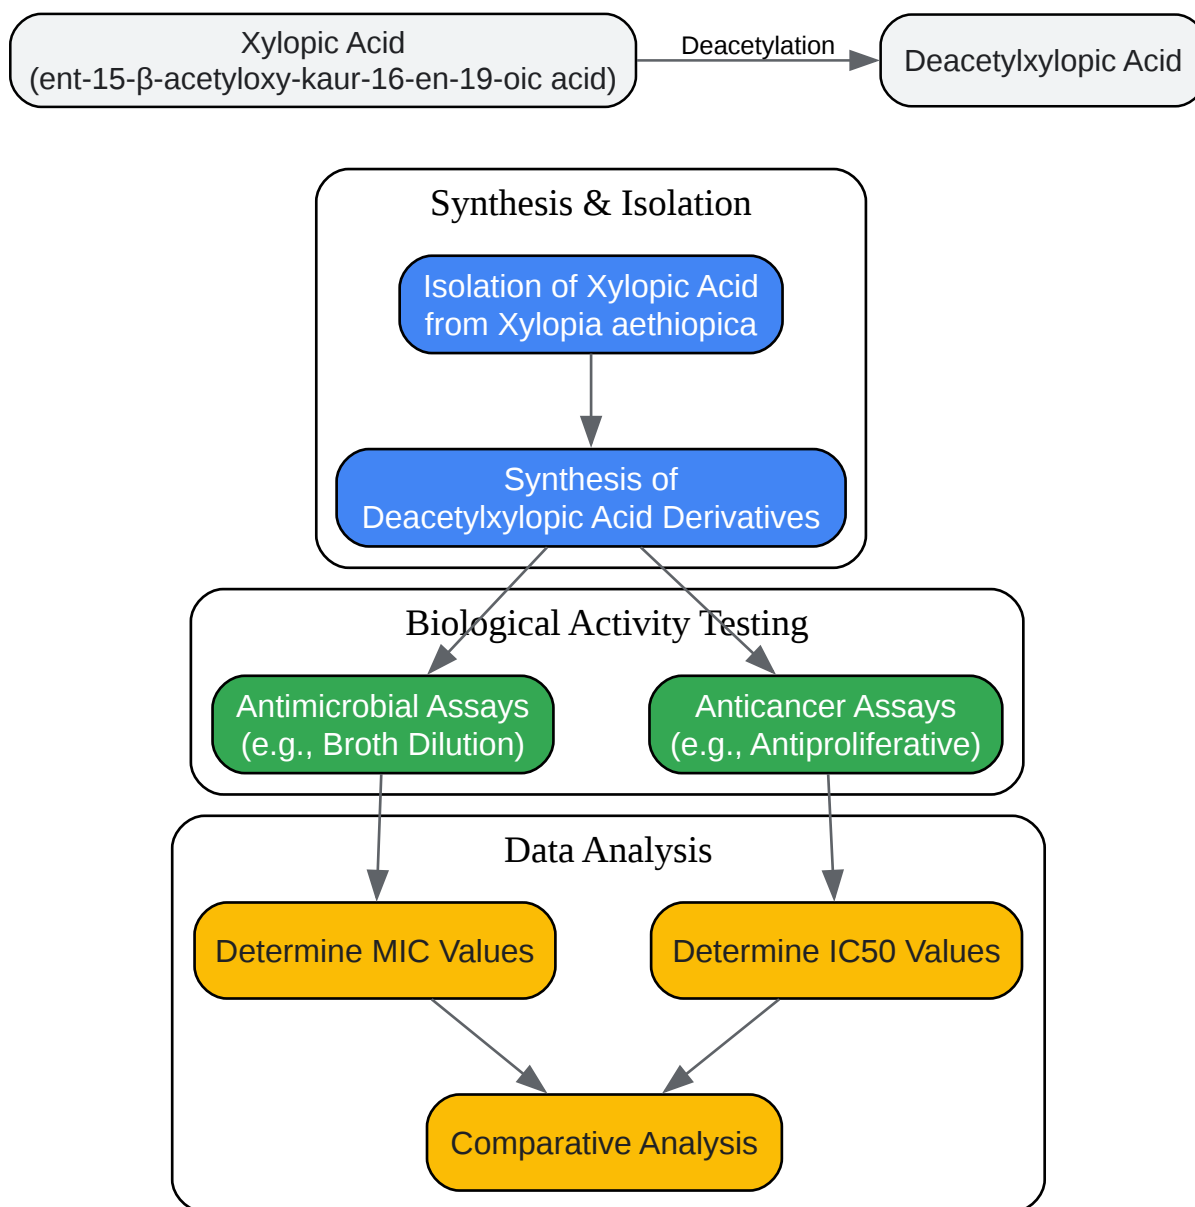 Xylopic Acid
(ent-15-β-acetyloxy-kaur-16-en-19-oic acid)
Deacetylation
Deacetylxylopic Acid
Synthesis & Isolation
Isolation of Xylopic Acid
from Xylopia aethiopica
Synthesis of
Deacetylxylopic Acid Derivatives
Biological Activity Testing
Antimicrobial Assays
(e.g., Broth Dilution)
Anticancer Assays
(e.g., Antiproliferative)
Data Analysis
Determine MIC Values
Determine IC50 Values
Comparative Analysis